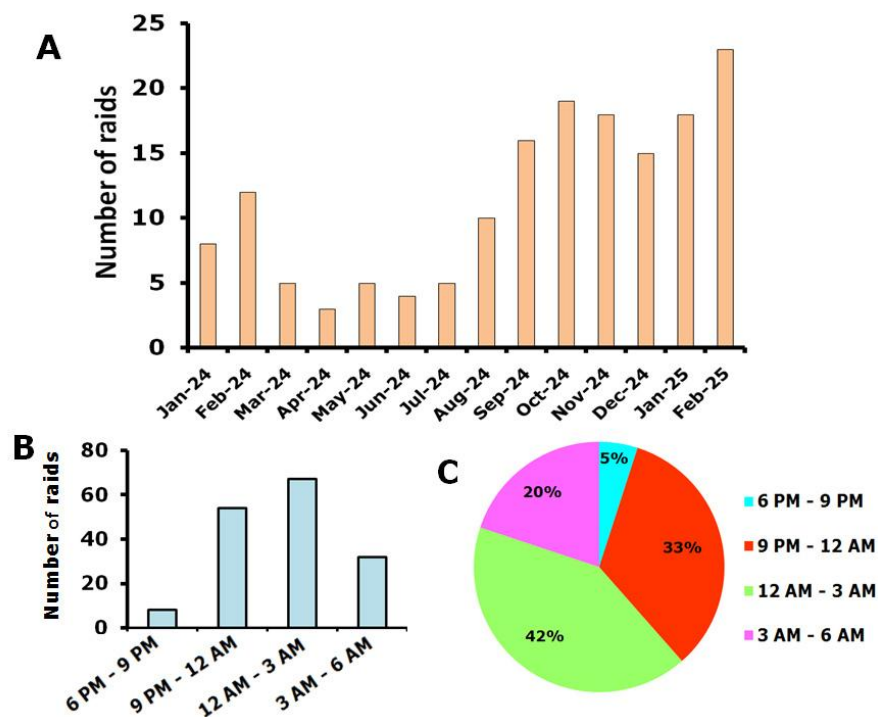 A
Number of raids
25
20
15
10
5
0
Jan-24
Feb-24
Mar-24
Apr-24
May-24
Jun-24
Jul-24
Aug-24
Sep-24
Oct-24
Nov-24
Dec-24
Jan-25
Feb-25
B
Number of raids
80
60
40
20
0
6 PM - 9 PM
9 PM - 12 AM
12 AM - 3 AM
3 AM - 6 AM
C
5%
33%
42%
20%
6 PM - 9 PM
9 PM - 12 AM
12 AM - 3 AM
3 AM - 6 AM